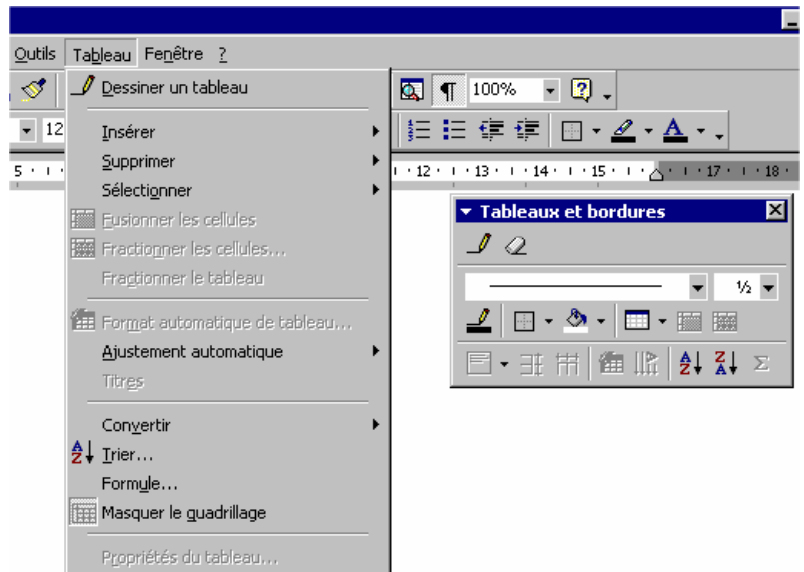 Outils Tableau Fenêtre ?
Dessiner un tableau
100%
12
Insérer
Supprimer
5 12 13 14 15 17 18
Sélectionner
Fusionner les cellules
Fractionner les cellules...
Fractionner le tableau
Format automatique de tableau...
Ajustement automatique
Titres
Convertir
Trier...
Formule...
Masquer le quadrillage
Propriétés du tableau...
Tableaux et bordures
½
A
Z
Z
A
Σ